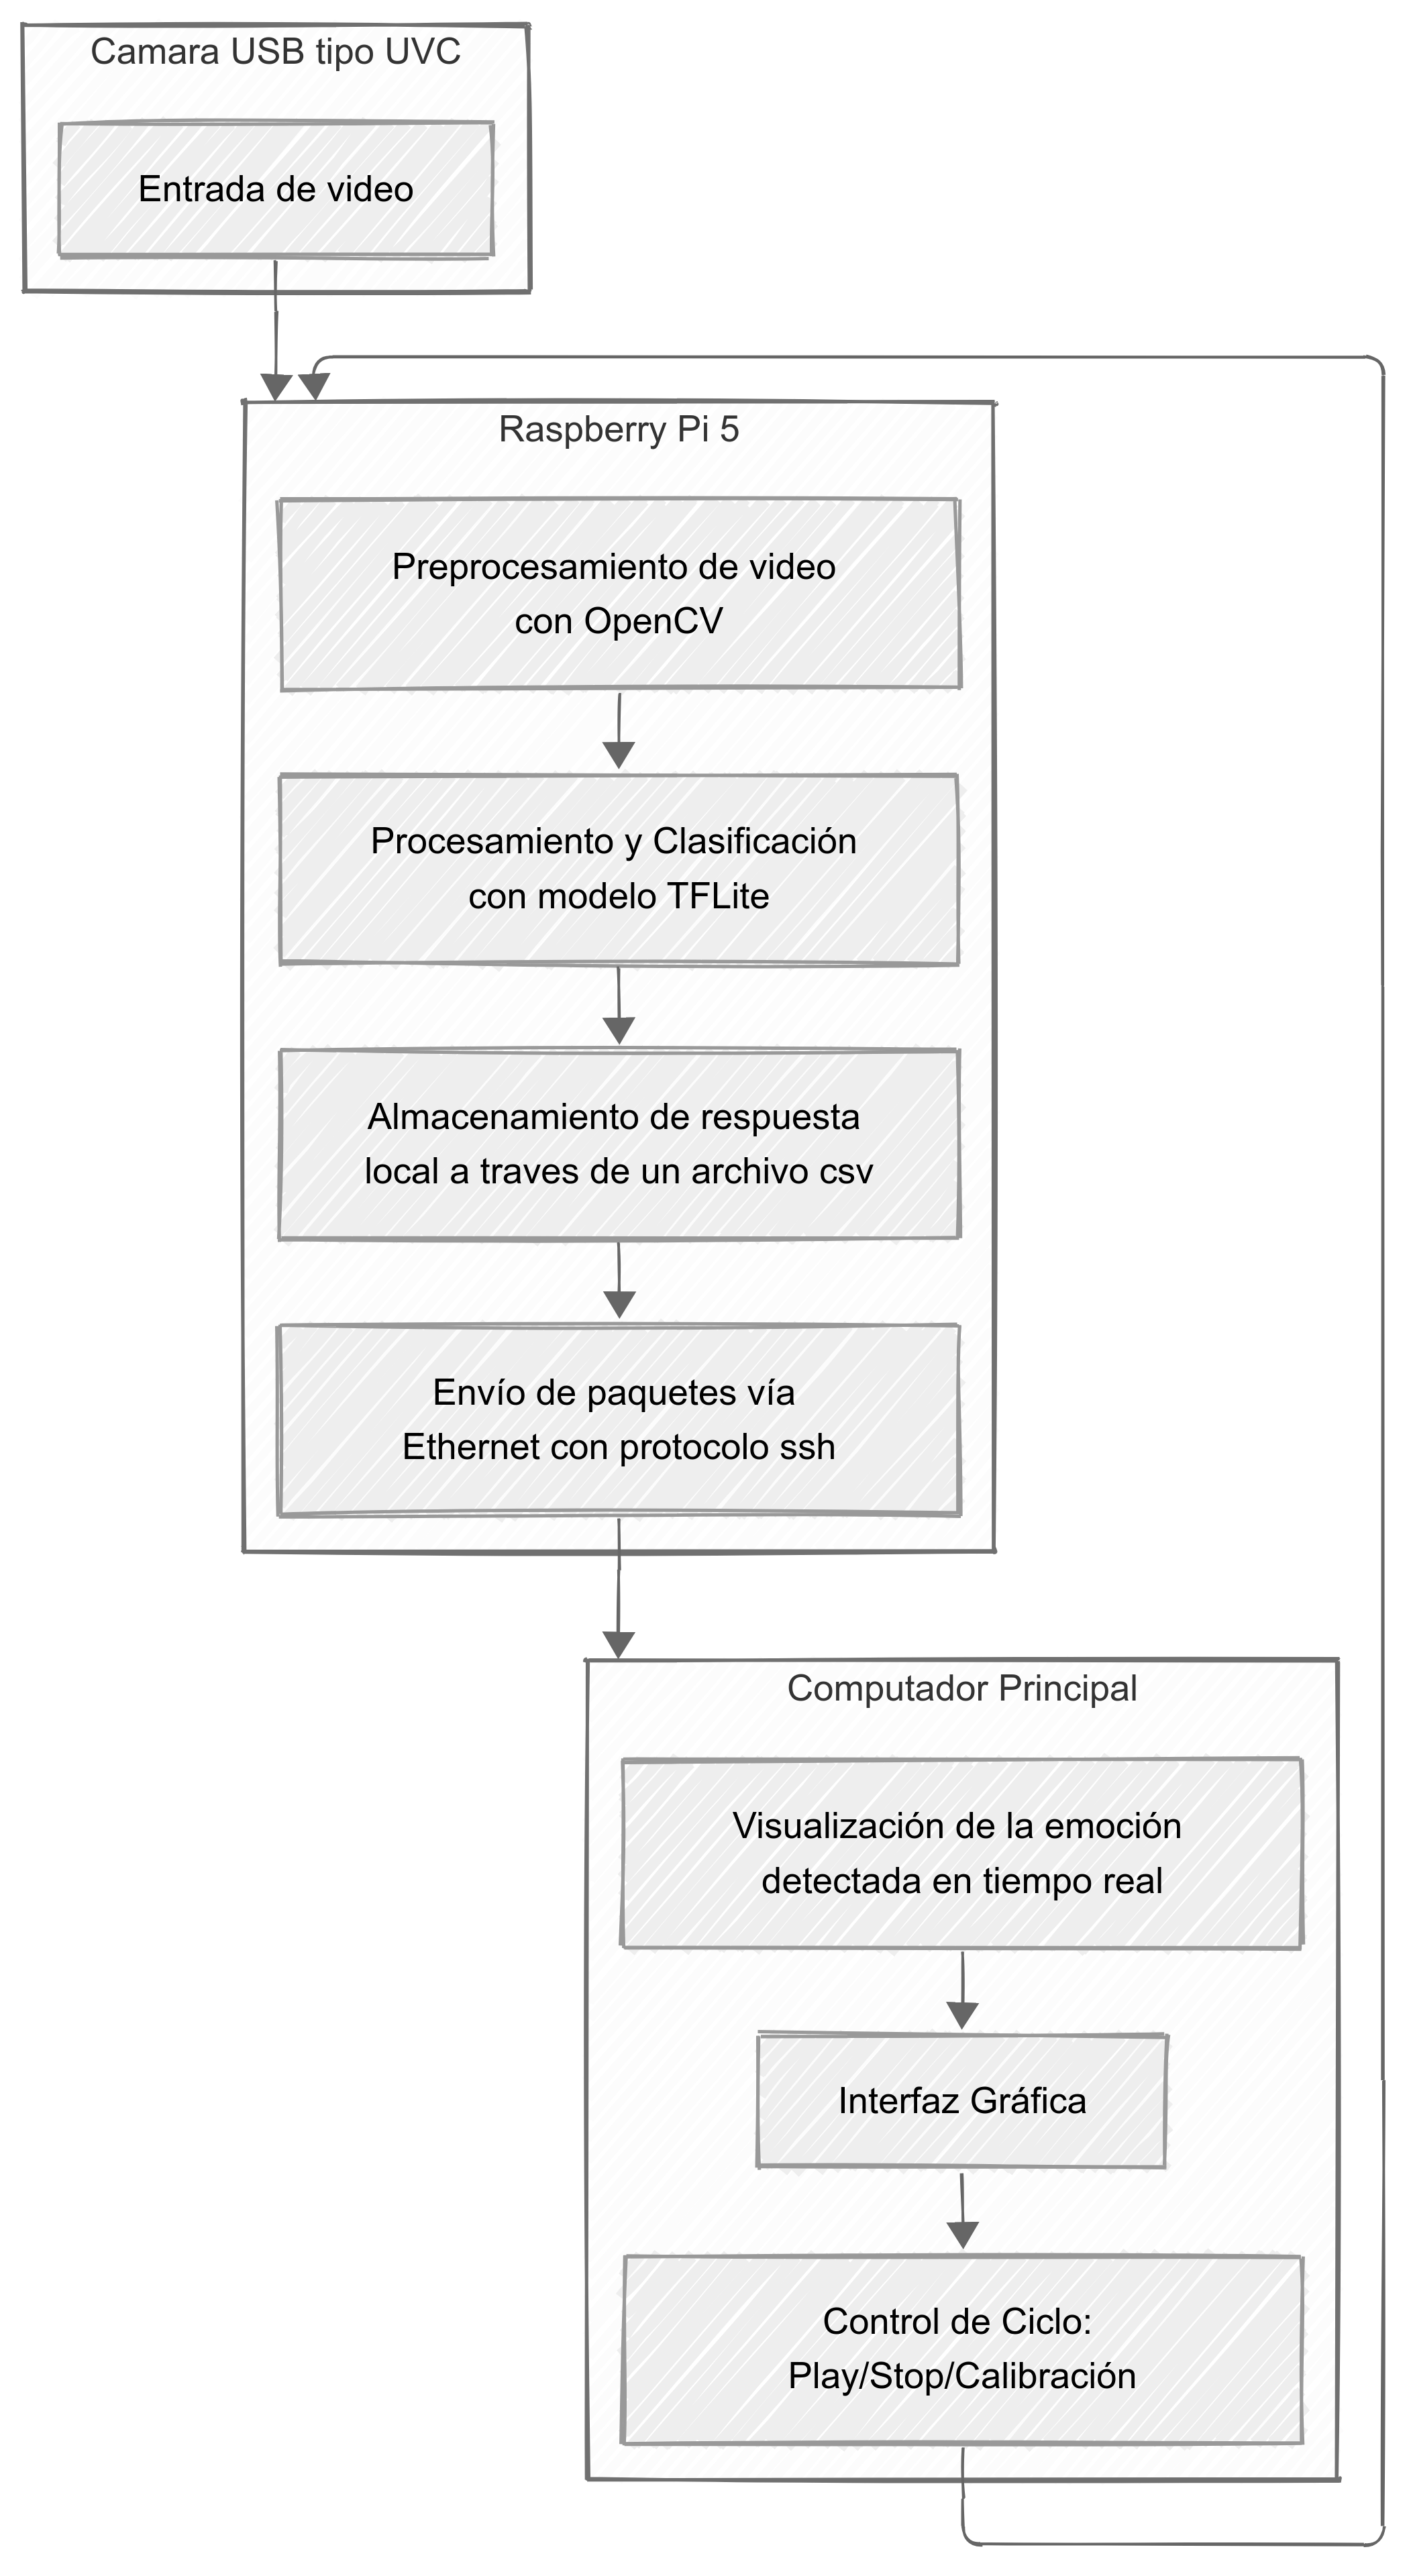 Camara USB tipo UVC
Entrada de video
Raspberry Pi 5
Preprocesamiento de video
con OpenCV
Procesamiento y Clasificación
con modelo TFLite
Almacenamiento de respuesta
local a traves de un archivo csv
Envío de paquetes vía
Ethernet con protocolo ssh
Computador Principal
Visualización de la emoción
detectada en tiempo real
Interfaz Gráfica
Control de Ciclo:
Play/Stop/Calibración